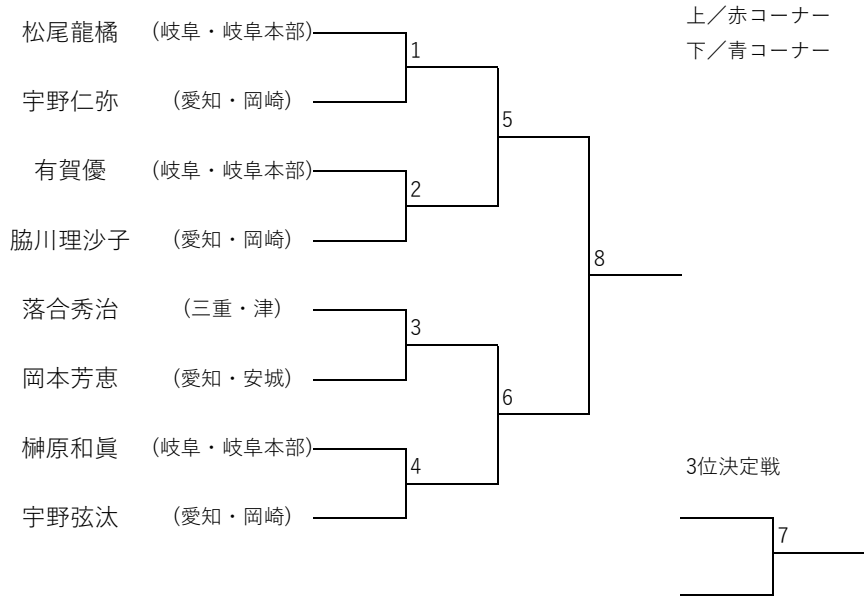 上／赤コーナー
下／青コーナー
松尾龍橘 (岐阜・岐阜本部)
1
宇野仁弥 (愛知・岡崎)
5
有賀優 (岐阜・岐阜本部)
2
脇川理沙子 (愛知・岡崎)
8
落合秀治 (三重・津)
3
岡本芳恵 (愛知・安城)
6
榊原和眞 (岐阜・岐阜本部)
4
宇野弦汰 (愛知・岡崎)
3位決定戦
7